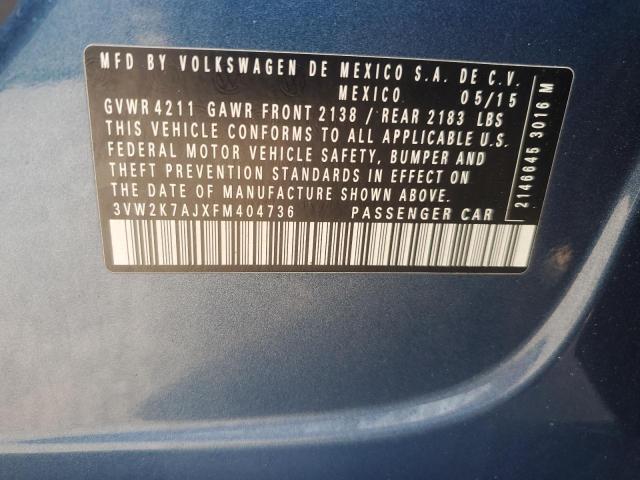 MFD BY VOLKSWAGEN DE MEXICO S.A. DE C.V.
MEXICO 05/15
GVWR 4211 GAWR FRONT 2138 / REAR 2183 LBS
THIS VEHICLE CONFORMS TO ALL APPLICABLE U.S.
FEDERAL MOTOR VEHICLE SAFETY, BUMPER AND
THEFT PREVENTION STANDARDS IN EFFECT ON
THE DATE OF MANUFACTURE SHOWN ABOVE.
3VW2K7AJXFM404736 PASSENGER CAR
2146645 3016 M